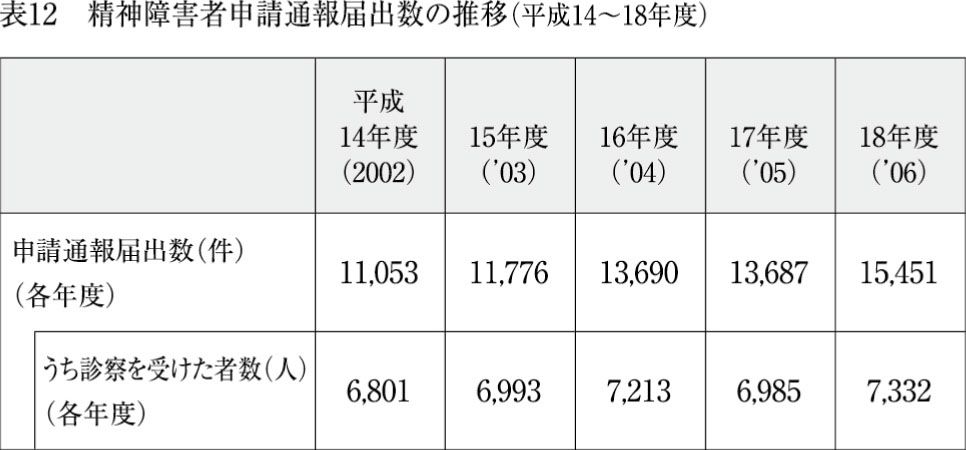 表12　精神障害者申請通報届出数の推移(平成14～18年度)
平成
14年度 15年度 16年度 17年度 18年度
(2002) (’03) (’04) (’05) (’06)
申請通報届出数(件)
(各年度)
11,053 11,776 13,690 13,687 15,451
うち診察を受けた者数(人)
(各年度)
6,801 6,993 7,213 6,985 7,332